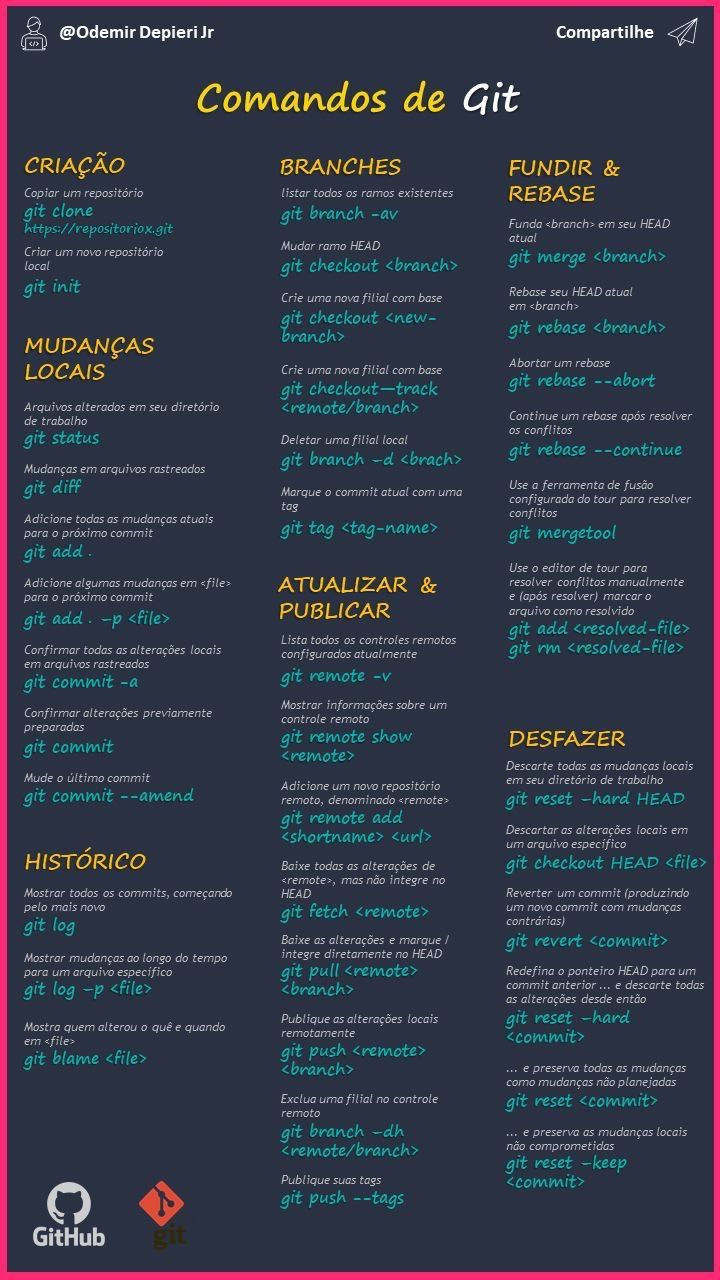 @Odemir Depieri Jr
Compartilhe
Comandos de Git
CRIAÇÃO
Copiar um repositório
git clone
https://repositoriox.git
Criar um novo repositório
local
git init
MUDANÇAS
LOCAIS
Arquivos alterados em seu diretório
de trabalho
git status
Mudanças em arquivos rastreados
git diff
Adicione todas as mudanças atuais
para o próximo commit
git add .
Adicione algumas mudanças em <file>
para o próximo commit
git add . –p <file>
Confirmar todas as alterações locais
em arquivos rastreados
git commit -a
Confirmar alterações previamente
preparadas
git commit
Mude o último commit
git commit --amend
HISTÓRICO
Mostrar todos os commits, começando
pelo mais novo
git log
Mostrar mudanças ao longo do tempo
para um arquivo específico
git log –p <file>
Mostra quem alterou o quê e quando
em <file>
git blame <file>
BRANCHES
listar todos os ramos existentes
git branch -av
Mudar ramo HEAD
git checkout <branch>
Crie uma nova filial com base
git checkout <new-
branch>
Crie uma nova filial com base
git checkout—track
<remote/branch>
Deletar uma filial local
git branch –d <brach>
Marque o commit atual com uma
tag
git tag <tag-name>
ATUALIZAR &
PUBLICAR
Lista todos os controles remotos
configurados atualmente
git remote -v
Mostrar informações sobre um
controle remoto
git remote show
<remote>
Adicione um novo repositório
remoto, denominado <remote>
git remote add
<shortname> <url>
Baixe todas as alterações de
<remote>, mas não integre no
HEAD
git fetch <remote>
Baixe as alterações e marque /
integre diretamente no HEAD
git pull <remote>
<branch>
Publique as alterações locais
remotamente
git push <remote>
<branch>
Exclua uma filial no controle
remoto
git branch –dh
<remote/branch>
Publique suas tags
git push --tags
FUNDIR &
REBASE
Funda <branch> em seu HEAD
atual
git merge <branch>
Rebase seu HEAD atual
em <branch>
git rebase <branch>
Abortar um rebase
git rebase --abort
Continue um rebase após resolver
os conflitos
git rebase --continue
Use a ferramenta de fusão
configurada do tour para resolver
conflitos
git mergetool
Use o editor de tour para
resolver conflitos manualmente
e (após resolver) marcar o
arquivo como resolvido
git add <resolved-file>
git rm <resolved-file>
DESFAZER
Descarte todas as mudanças locais
em seu diretório de trabalho
git reset –hard HEAD
Descartar as alterações locais em
um arquivo específico
git checkout HEAD <file>
Reverter um commit (produzindo
um novo commit com mudanças
contrárias)
git revert <commit>
Redefina o ponteiro HEAD para um
commit anterior ... e descarte todas
as alterações desde então
git reset –hard
<commit>
... e preserva todas as mudanças
como mudanças não planejadas
git reset <commit>
... e preserva as mudanças locais
não comprometidas
git reset –keep
<commit>
GitHub
git